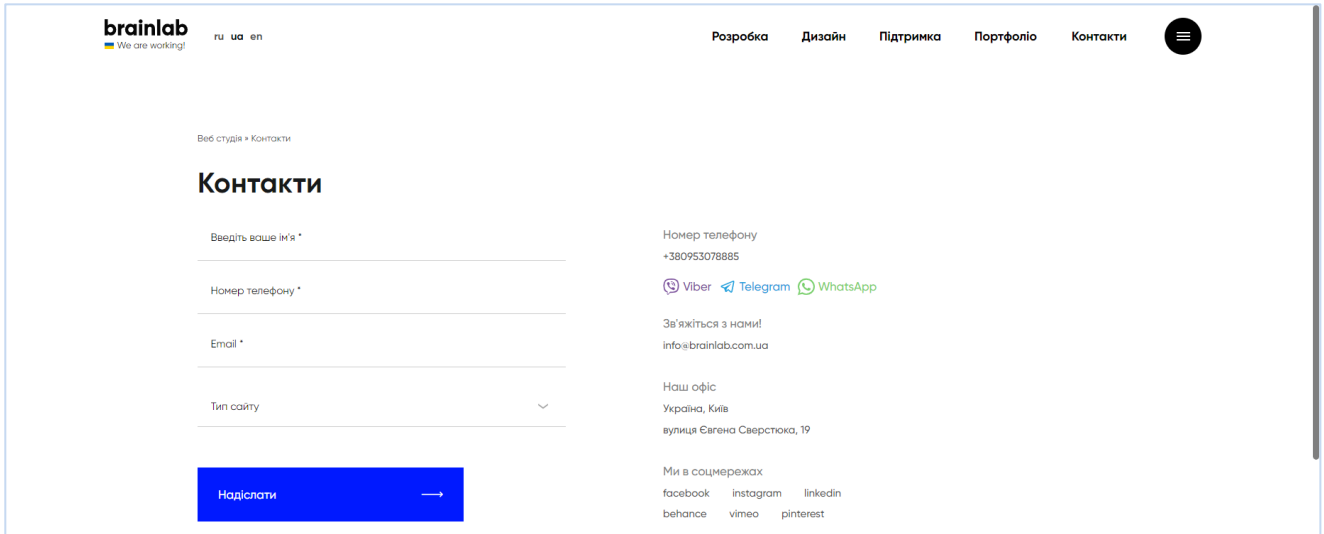 brainlab
We are working!
ru ua en
Розробка Дизайн Підтримка Портфоліо Контакти
Веб студія » Контакти
Контакти
Введіть ваше ім'я *
Номер телефону *
Email *
Тип сайту
Надіслати
Номер телефону
+380953078885
Viber Telegram WhatsApp
Зв'яжіться з нами!
info@brainlab.com.ua
Наш офіс
Україна, Київ
вулиця Євгена Сверстюка, 19
Ми в соцмережах
facebook instagram linkedin
behance vimeo pinterest